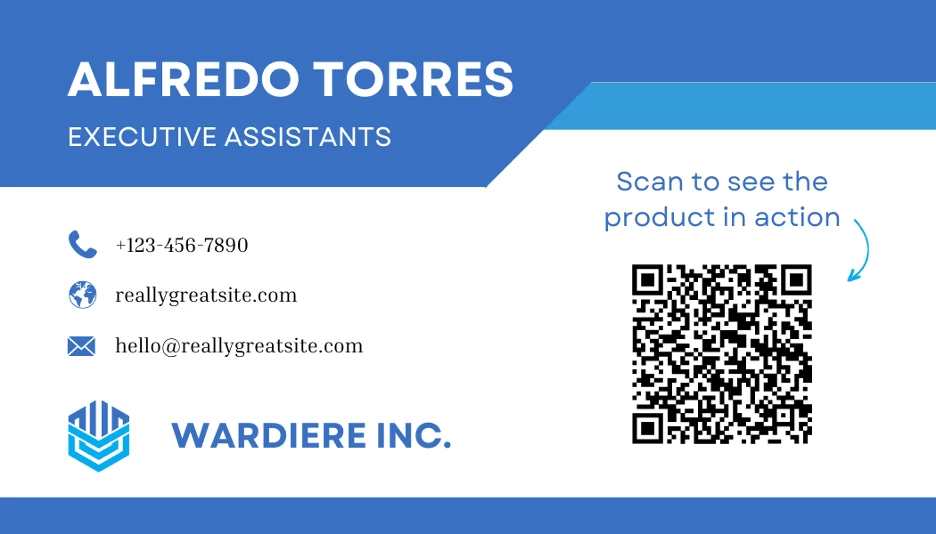 ALFREDO TORRES
EXECUTIVE ASSISTANTS
Scan to see the
product in action
+123-456-7890
reallygreatsite.com
hello@reallygreatsite.com
WARDIERE INC.